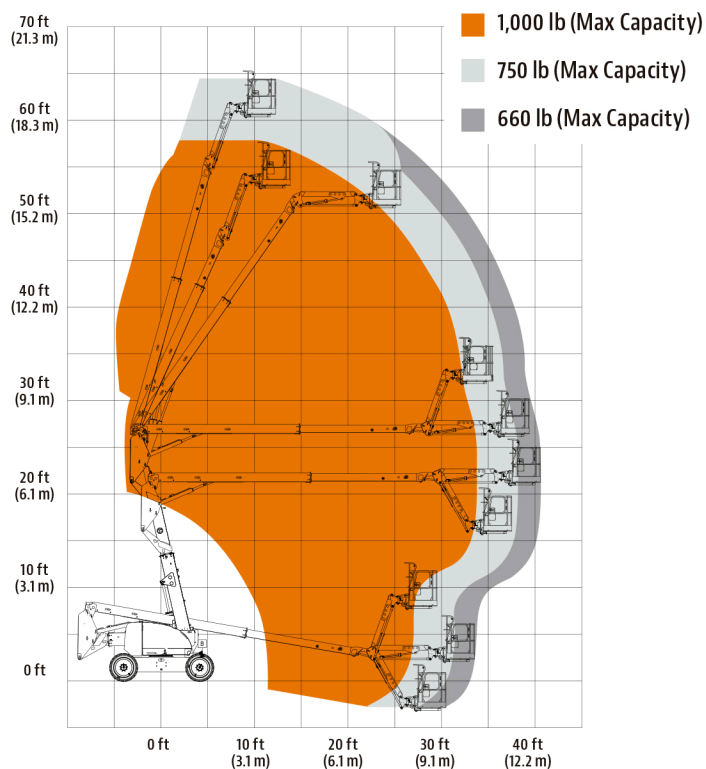 70 ft
(21.3 m)
1,000 lb (Max Capacity)
750 lb (Max Capacity)
60 ft
(18.3 m)
660 lb (Max Capacity)
50 ft
(15.2 m)
40 ft
(12.2 m)
30 ft
(9.1 m)
20 ft
(6.1 m)
10 ft
(3.1 m)
0 ft
0 ft
10 ft
(3.1 m)
20 ft
(6.1 m)
30 ft
(9.1 m)
40 ft
(12.2 m)